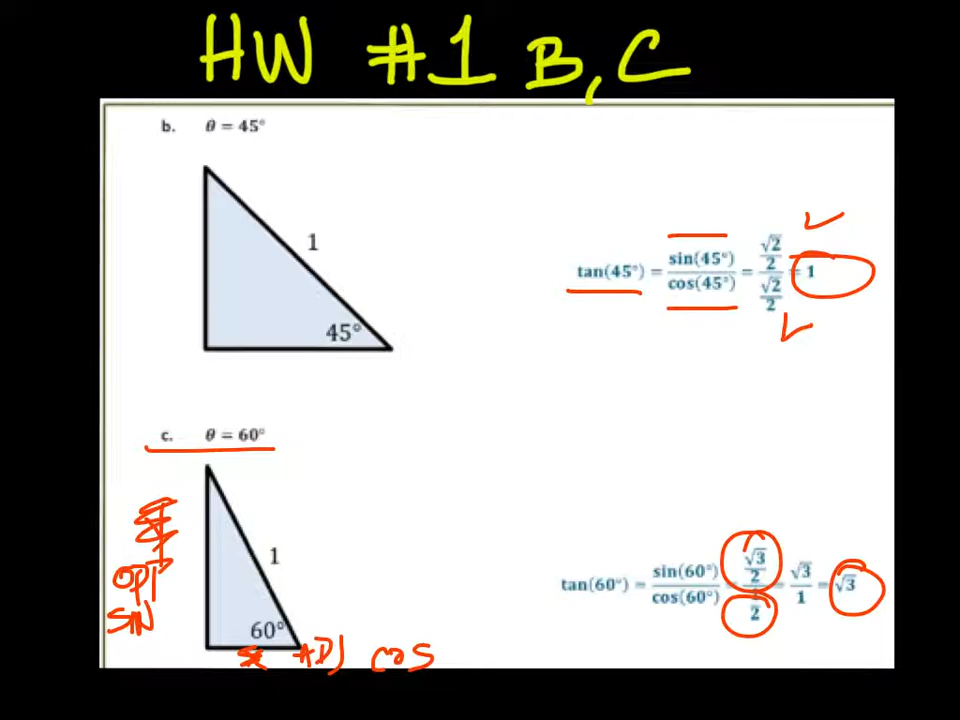 HW #1 B, C
b. θ = 45°
1
45°
tan(45°) = sin(45°)/cos(45°) = (√2/2)/(√2/2) = 1
c. θ = 60°
1
60°
OPP
SIN
ADJ COS
tan(60°) = sin(60°)/cos(60°) = (√3/2)/(1/2) = √3/1 = √3